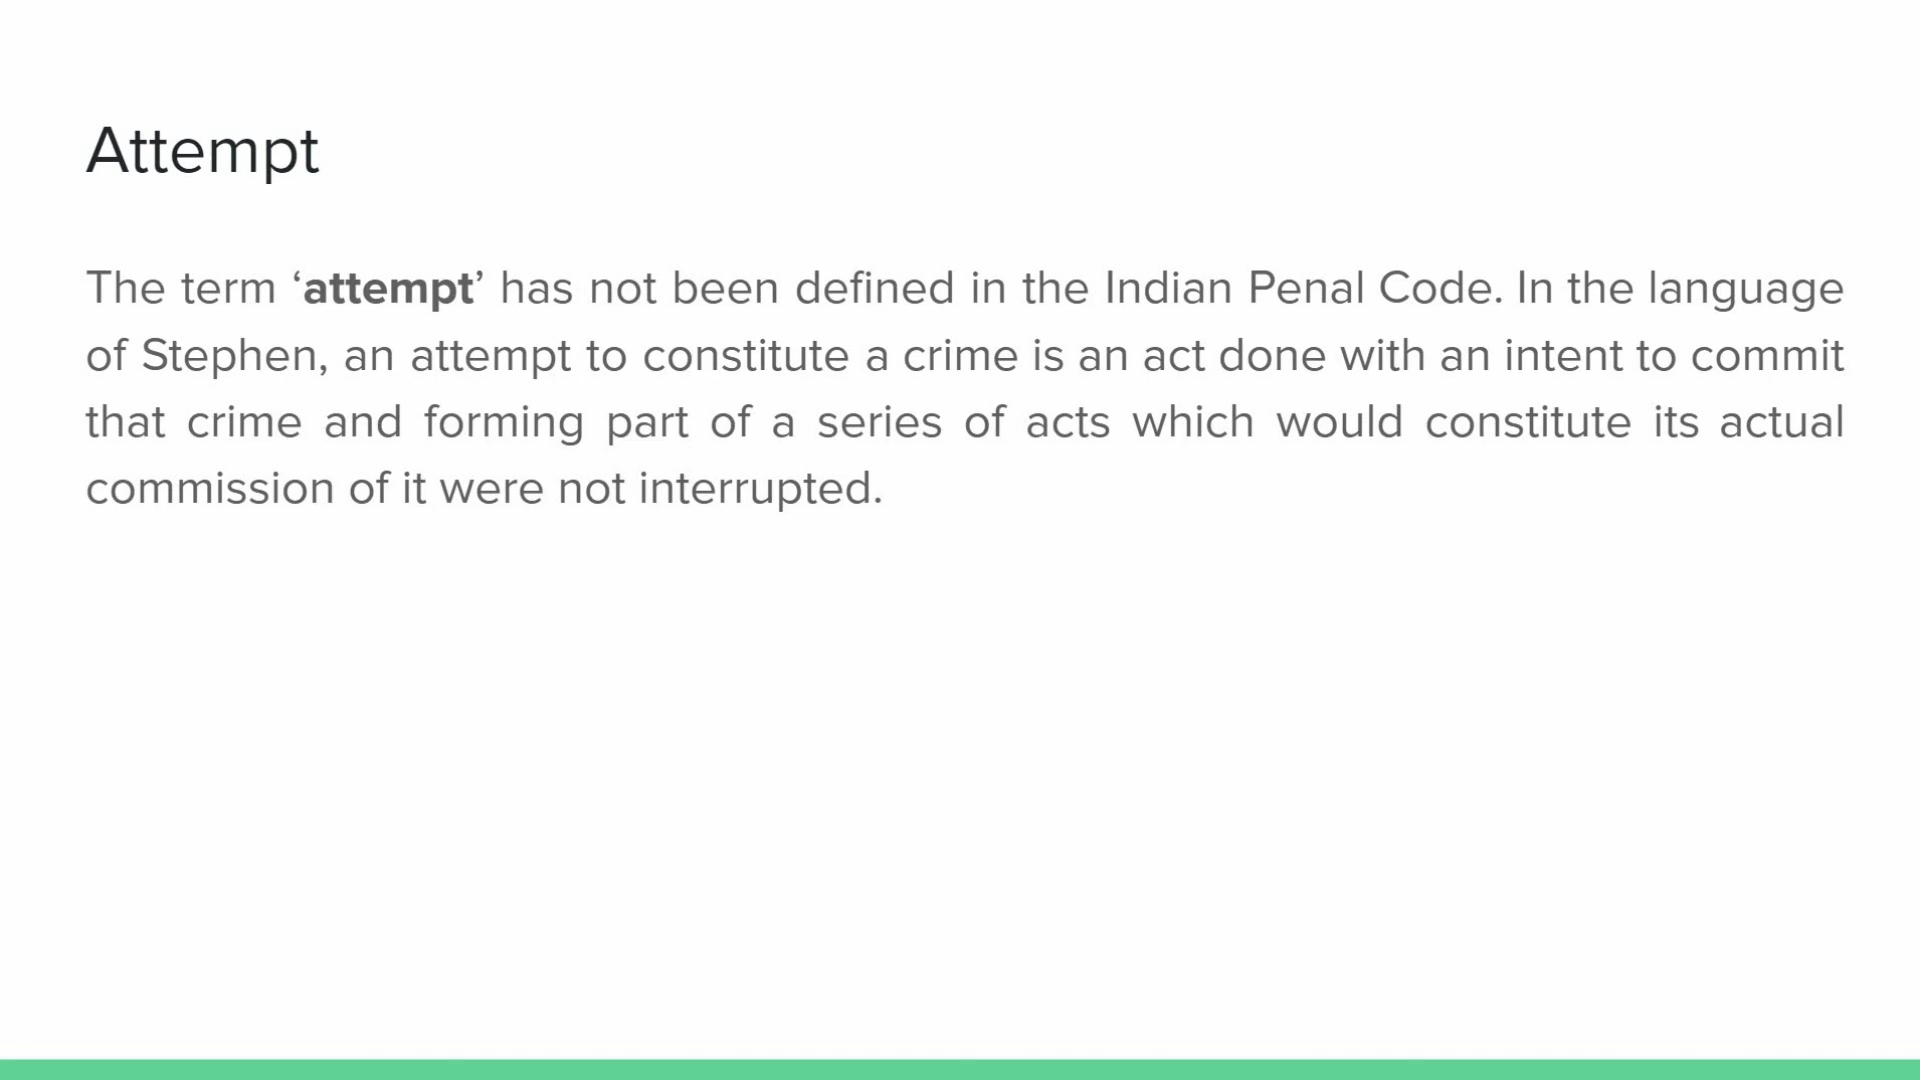 Attempt
The term ‘attempt’ has not been defined in the Indian Penal Code. In the language
of Stephen, an attempt to constitute a crime is an act done with an intent to commit
that crime and forming part of a series of acts which would constitute its actual
commission of it were not interrupted.